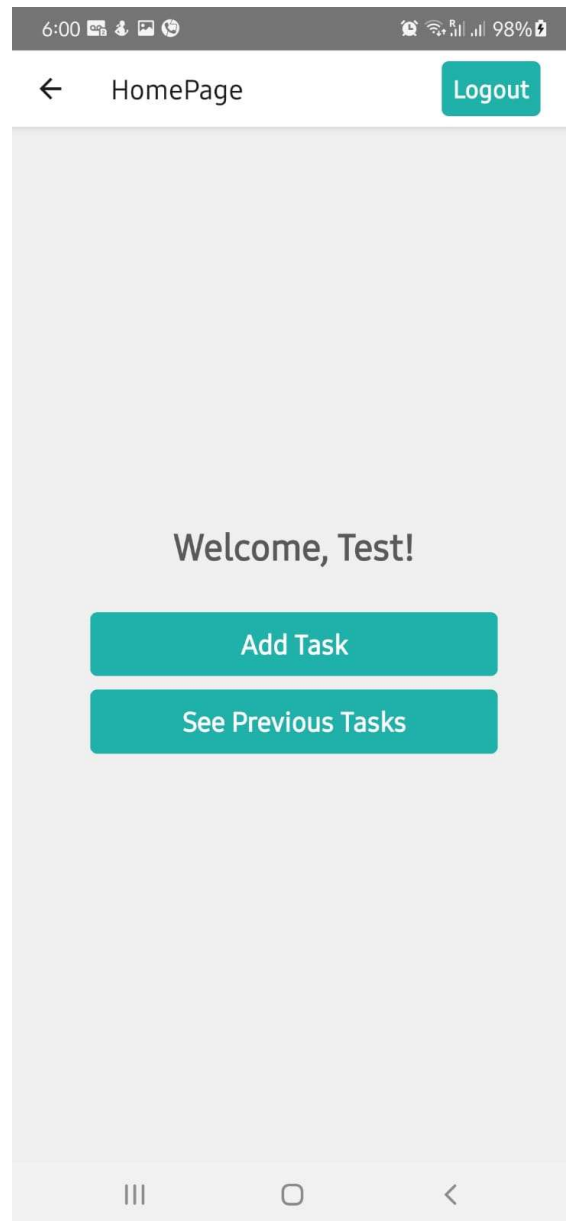 6:00 98%
HomePage Logout
Welcome, Test!
Add Task
See Previous Tasks